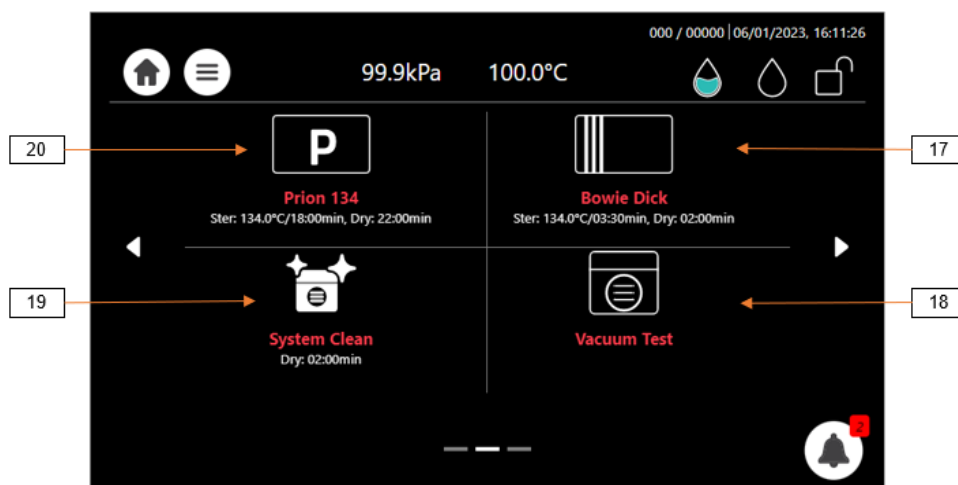 000 / 00000 | 06/01/2023, 16:11:26
99.9kPa 100.0°C
20
P
17
Prion 134
Ster: 134.0°C/18:00min, Dry: 22:00min
Bowie Dick
Ster: 134.0°C/03:30min, Dry: 02:00min
19
18
System Clean
Dry: 02:00min
Vacuum Test
2